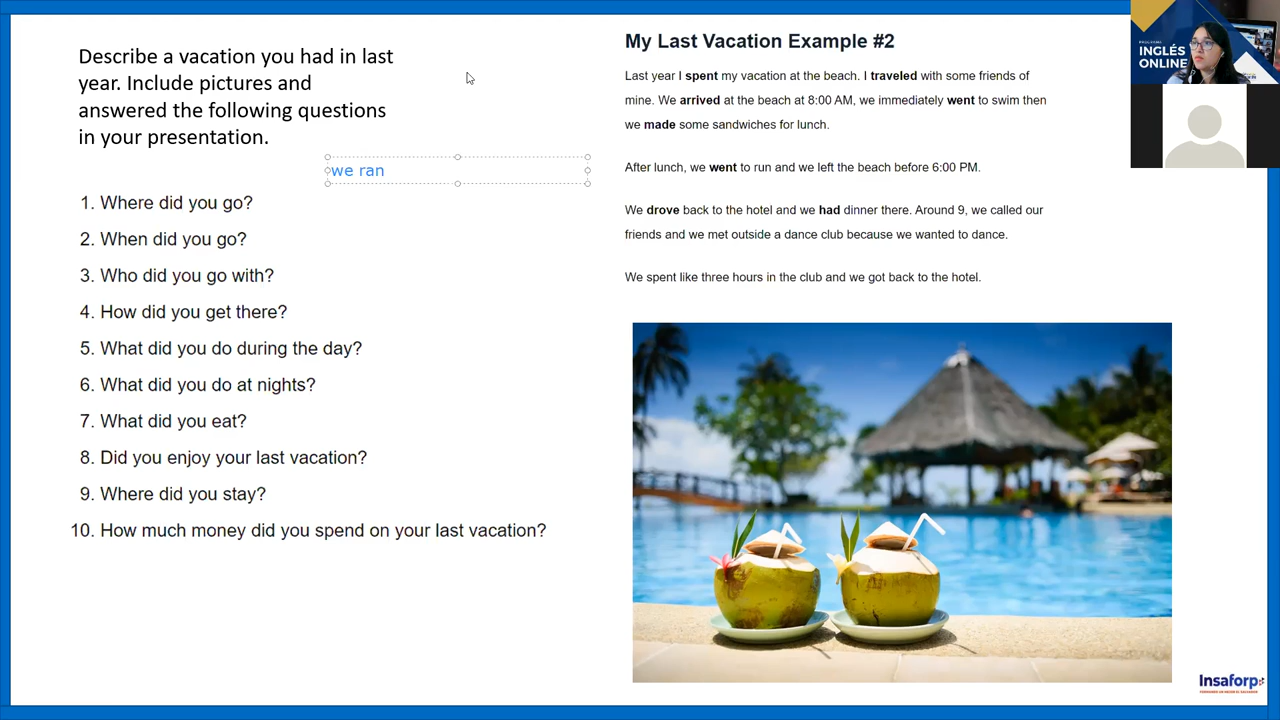 Describe a vacation you had in last
year. Include pictures and
answered the following questions
in your presentation.
we ran
1. Where did you go?
2. When did you go?
3. Who did you go with?
4. How did you get there?
5. What did you do during the day?
6. What did you do at nights?
7. What did you eat?
8. Did you enjoy your last vacation?
9. Where did you stay?
10. How much money did you spend on your last vacation?
My Last Vacation Example #2
Last year I spent my vacation at the beach. I traveled with some friends of
mine. We arrived at the beach at 8:00 AM, we immediately went to swim then
we made some sandwiches for lunch.
After lunch, we went to run and we left the beach before 6:00 PM.
We drove back to the hotel and we had dinner there. Around 9, we called our
friends and we met outside a dance club because we wanted to dance.
We spent like three hours in the club and we got back to the hotel.
INGLÉS
ONLINE
Insaforp